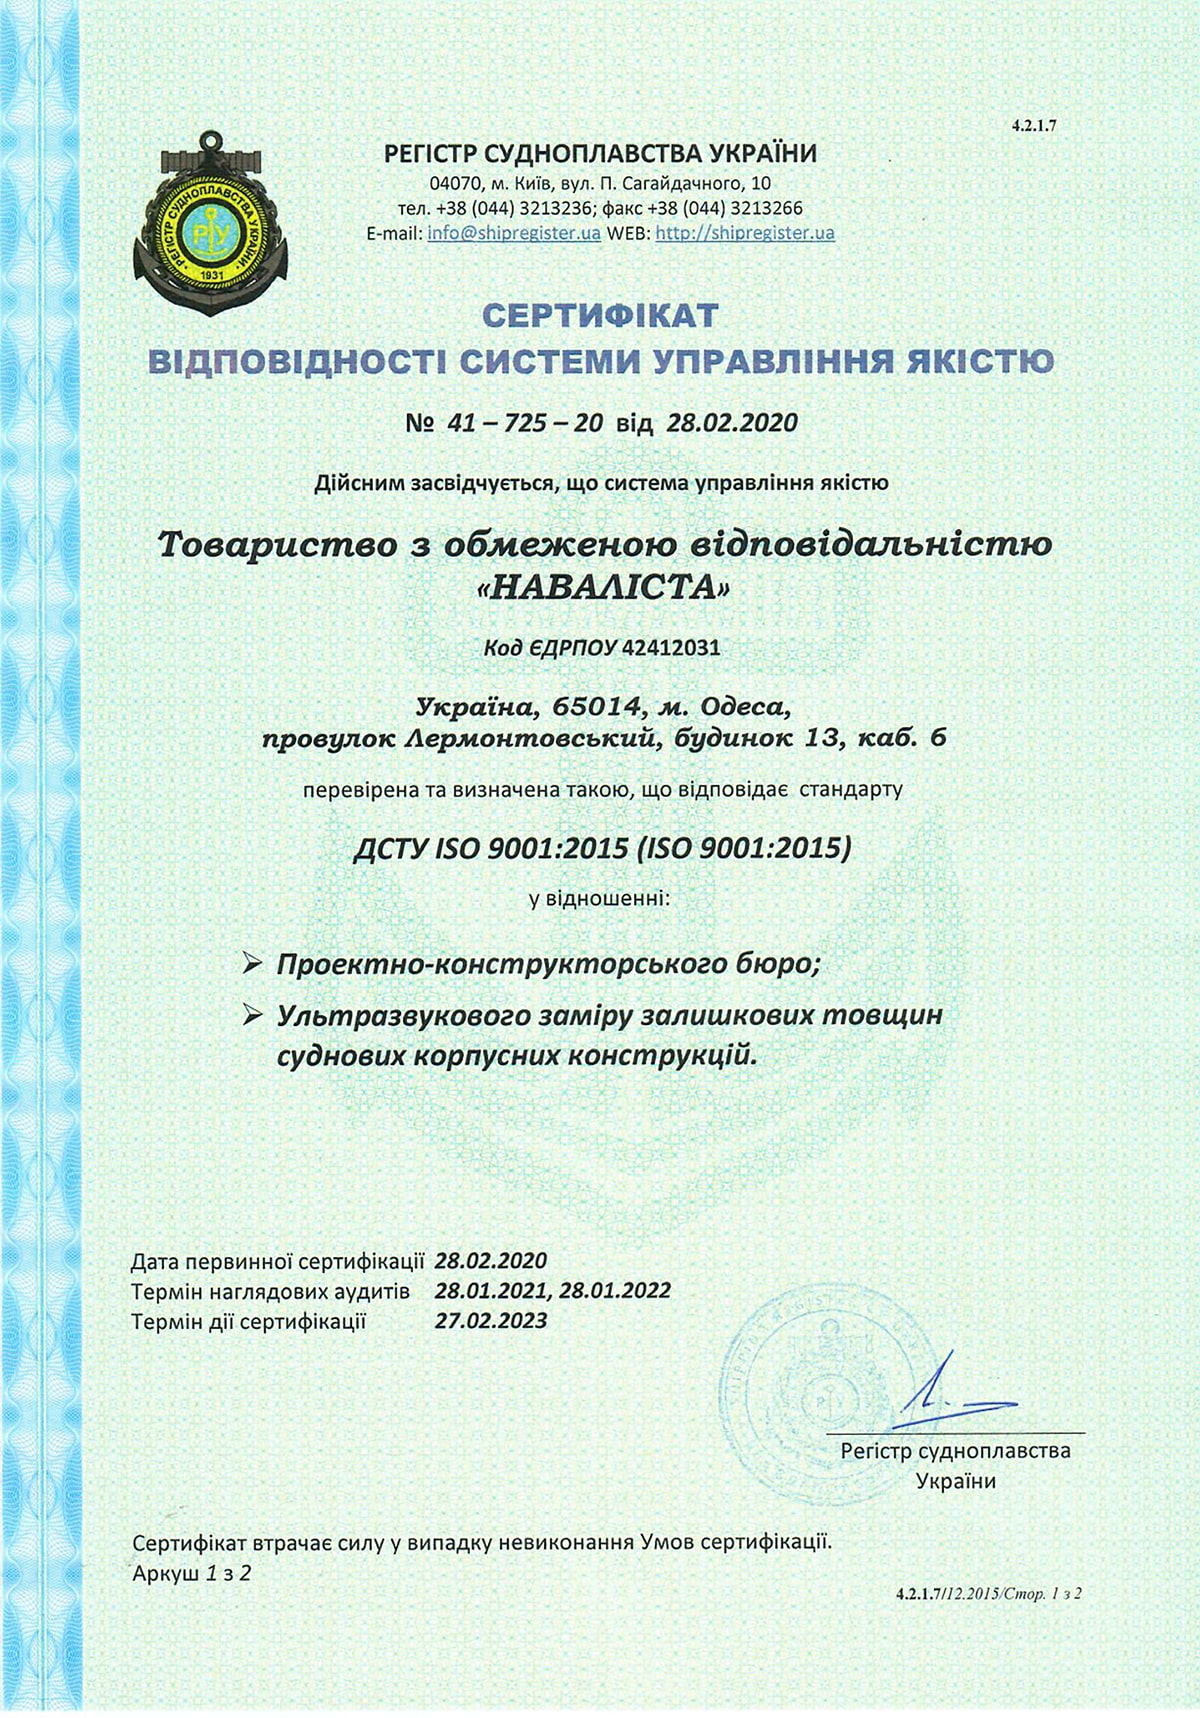 4.2.1.7
РЕГІСТР СУДНОПЛАВСТВА УКРАЇНИ
04070, м. Київ, вул. П. Сагайдачного, 10
тел. +38 (044) 3213236; факс +38 (044) 3213266
E-mail: info@shipregister.ua WEB: http://shipregister.ua
РЕГІСТР СУДНОПЛАВСТВА УКРАЇНИ
РУ
1931
СЕРТИФІКАТ
ВІДПОВІДНОСТІ СИСТЕМИ УПРАВЛІННЯ ЯКІСТЮ
№ 41 – 725 – 20 від 28.02.2020
Дійсним засвідчується, що система управління якістю
Товариство з обмеженою відповідальністю
«НАВАЛІСТА»
Код ЄДРПОУ 42412031
Україна, 65014, м. Одеса,
провулок Лермонтовський, будинок 13, каб. 6
перевірена та визначена такою, що відповідає стандарту
ДСТУ ISO 9001:2015 (ISO 9001:2015)
у відношенні:
➢ Проектно-конструкторського бюро;
➢ Ультразвукового заміру залишкових товщин
суднових корпусних конструкцій.
Дата первинної сертифікації 28.02.2020
Термін наглядових аудитів 28.01.2021, 28.01.2022
Термін дії сертифікації 27.02.2023
РУ
Регістр судноплавства
України
Сертифікат втрачає силу у випадку невиконання Умов сертифікації.
Аркуш 1 з 2
4.2.1.7/12.2015/Стор. 1 з 2